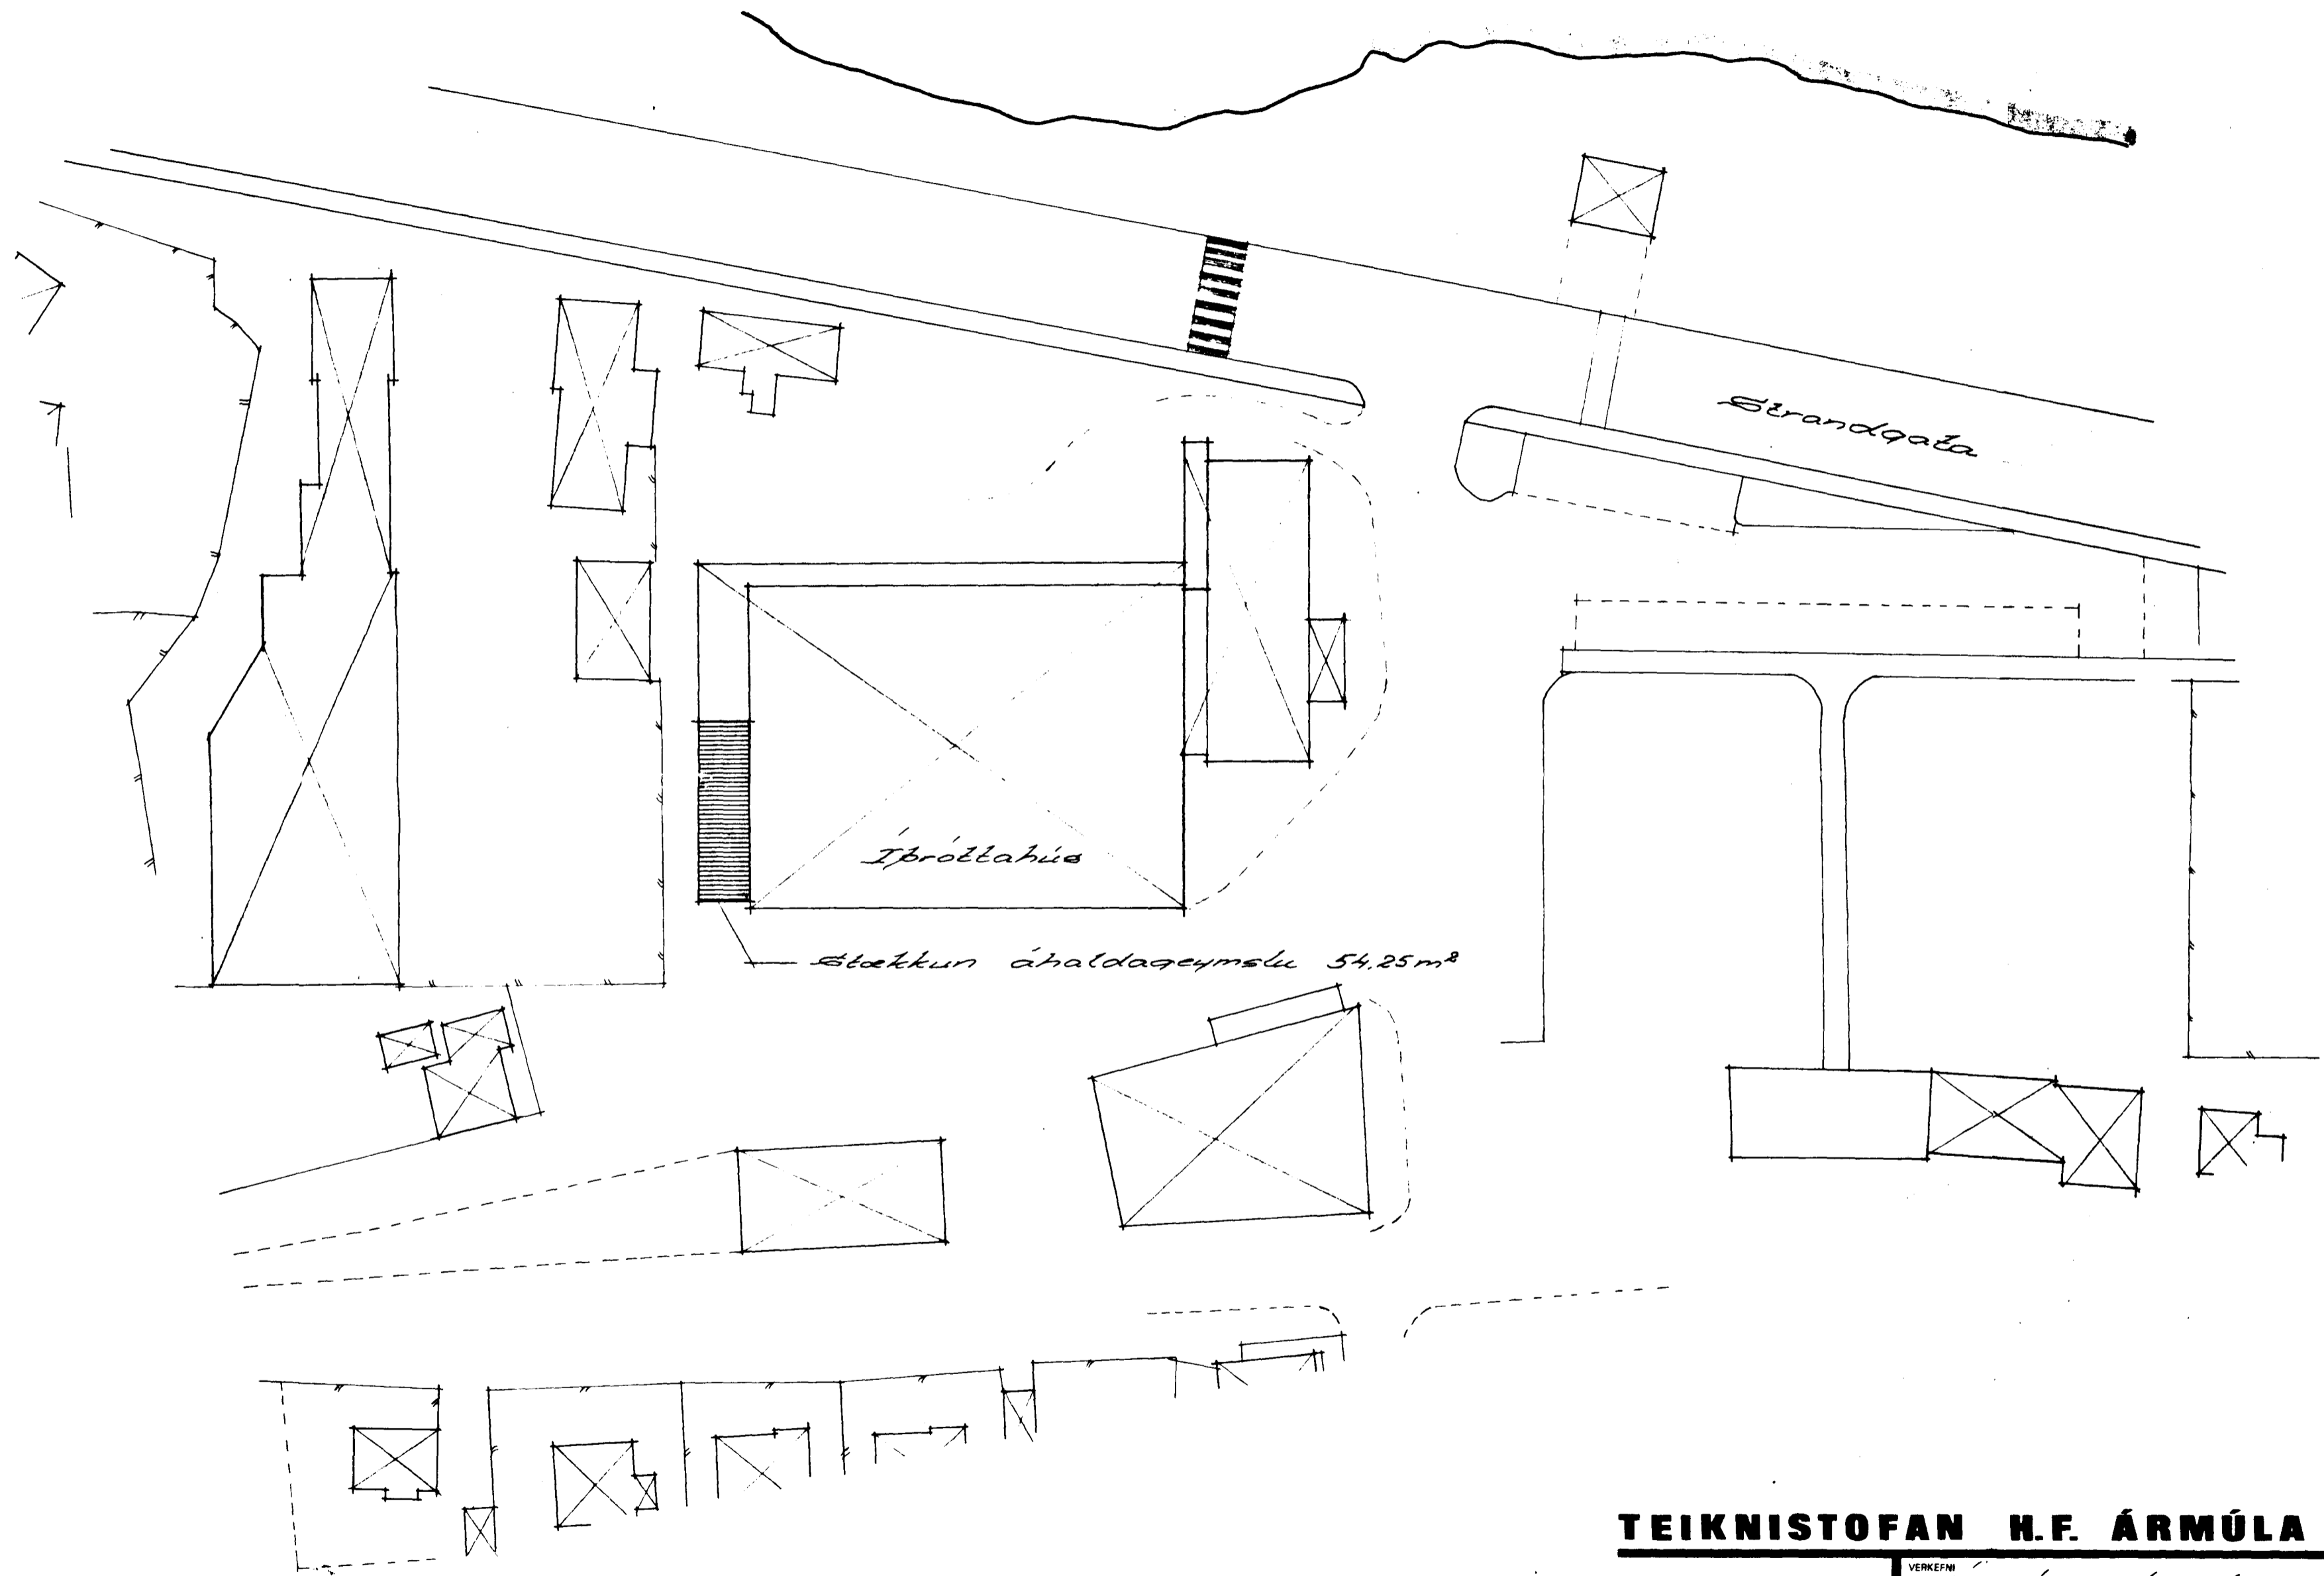 Strandgata
Íþróttahús
Stækkun áhaldageymslu 54.25 m²
TEIKNISTOFAN H.F. ÁRMÚLA
VERKEFNI